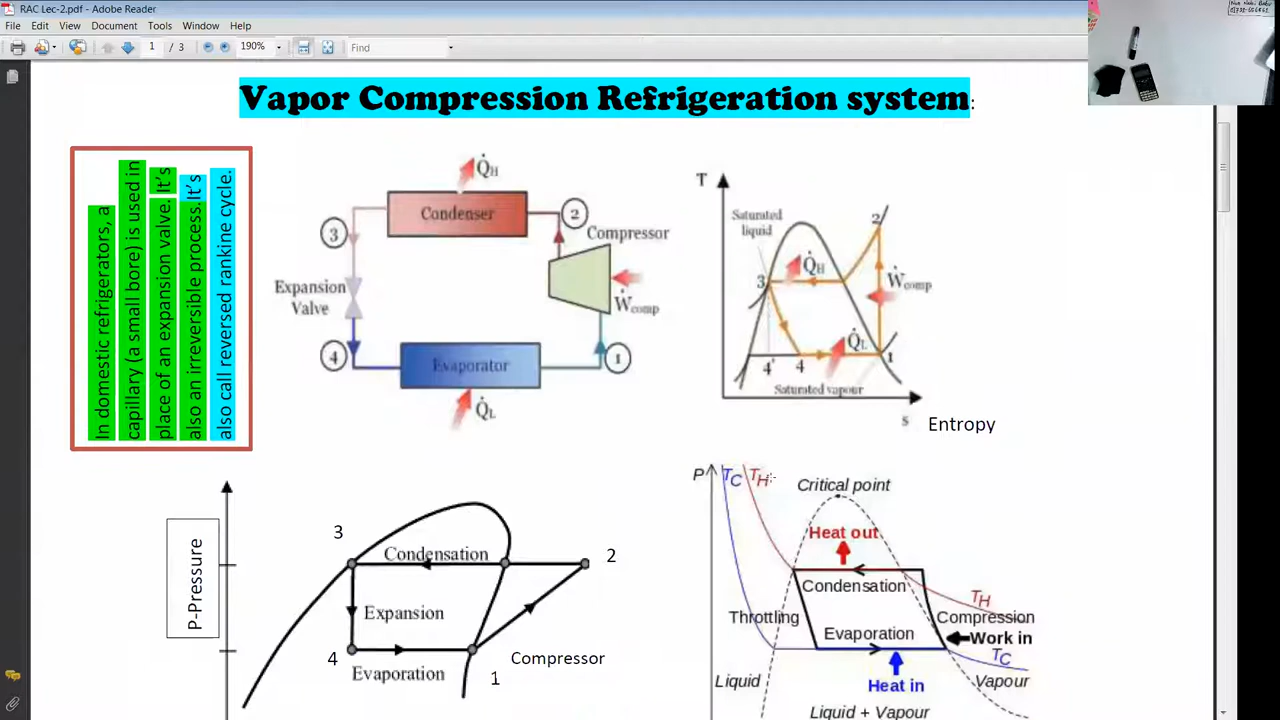 RAC Lec-2.pdf - Adobe Reader
File Edit View Document Tools Window Help
1 / 3 190% Find
Vapor Compression Refrigeration system:
In domestic refrigerators, a
capillary (a small bore) is used in
place of an expansion valve. It's
also an irreversible process.It's
also call reversed rankine cycle.
Q̇H
Condenser
2
3
Compressor
Expansion
Valve
Ẇcomp
4
Evaporator
1
Q̇L
T
Saturated
liquid
2
3
Q̇H
Ẇcomp
Q̇L
4' 4 1
Saturated vapour
s
Entropy
P-Pressure
3
Condensation
2
Expansion
4
Evaporation
1
Compressor
P TC TH
Critical point
Heat out
Condensation
TH
Throttling
Compression
Evaporation
Work in
TC
Liquid
Heat in
Vapour
Liquid + Vapour